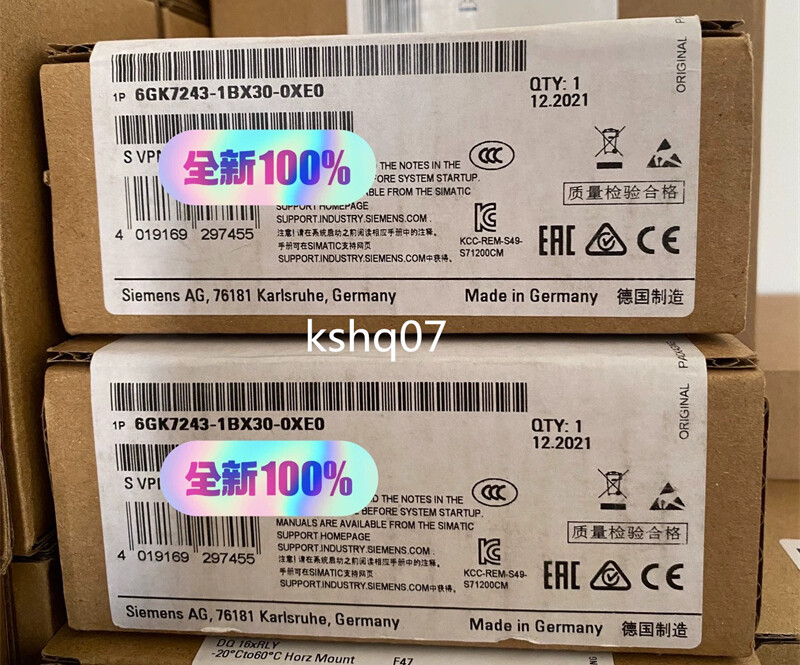 1P 6GK7243-1BX30-0XE0
QTY: 1
12.2021
ORIGINAL
S VP
全新100%
THE NOTES IN THE
BEFORE SYSTEM STARTUP.
FROM THE SIMATIC
SUPPORT HOMEPAGE
SUPPORT.INDUSTRY.SIEMENS.COM .
注意!请在系统启动之前阅读相应手册中的注释。
手册可在SIMATIC支持网页
SUPPORT.INDUSTRY.SIEMENS.COM中获得。
CCC
KCC-REM-S49-
S71200CM
质量检验合格
EAC
CE
4 019169 297455
Siemens AG, 76181 Karlsruhe, Germany
Made in Germany 德国制造
kshq07
1P 6GK7243-1BX30-0XE0
QTY: 1
12.2021
ORIGINAL
S VP
全新100%
THE NOTES IN THE
BEFORE SYSTEM STARTUP.
MANUALS ARE AVAILABLE FROM THE SIMATIC
SUPPORT HOMEPAGE
SUPPORT.INDUSTRY.SIEMENS.COM .
注意!请在系统启动之前阅读相应手册中的注释。
手册可在SIMATIC支持网页
SUPPORT.INDUSTRY.SIEMENS.COM中获得。
CCC
KCC-REM-S49-
S71200CM
质量检验合格
EAC
CE
4 019169 297455
Siemens AG, 76181 Karlsruhe, Germany
Made in Germany 德国制造
DQ 16xRLY
-20°Cto60°C Horz Mount